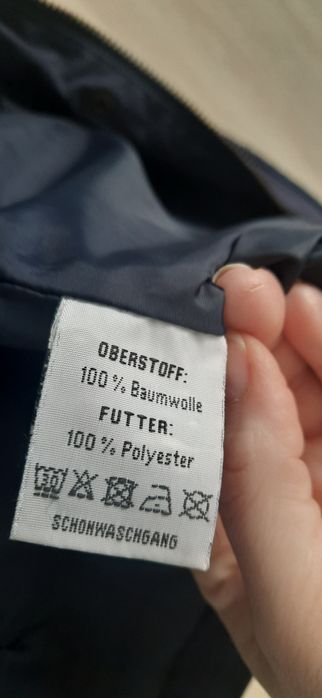 OBERSTOFF:
100 % Baumwolle
FUTTER:
100 % Polyester
30
SCHONWASCHGANG